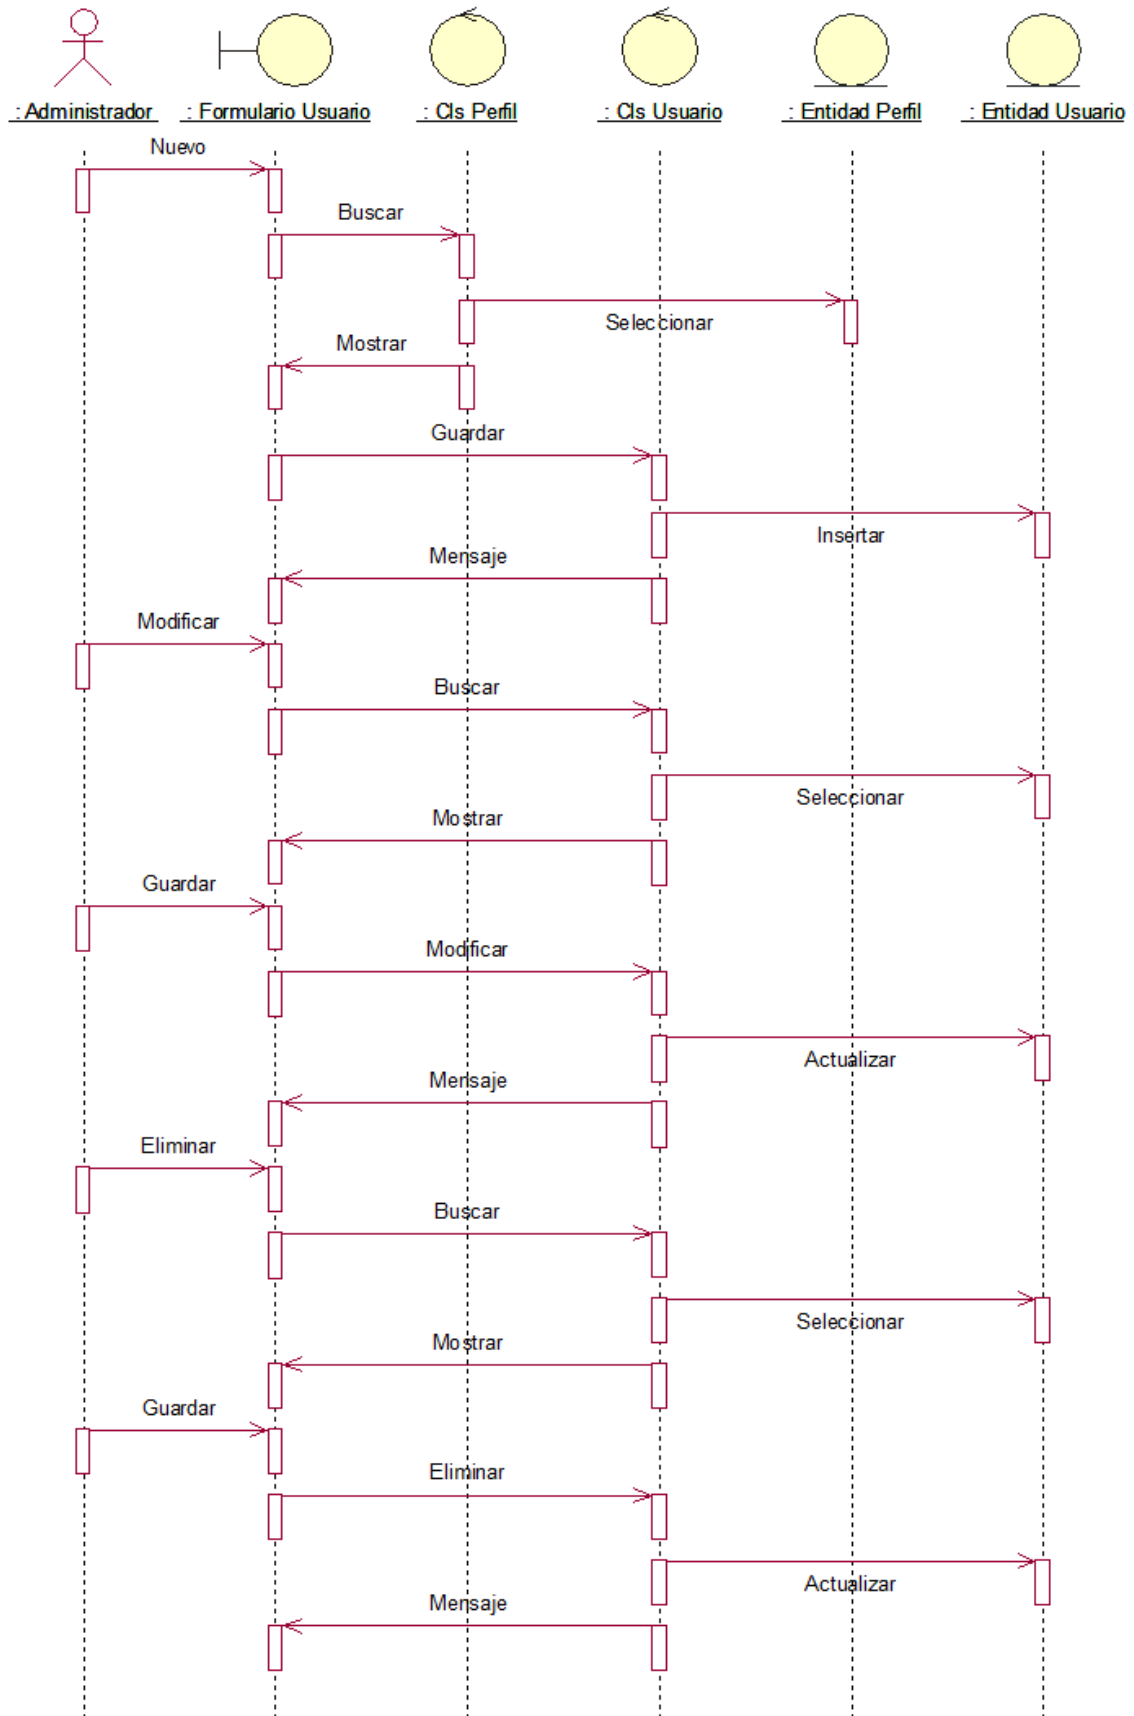 : Administrador
: Formulario Usuario
: Cls Perfil
: Cls Usuario
: Entidad Perfil
: Entidad Usuario
Nuevo
Buscar
Seleccionar
Mostrar
Guardar
Insertar
Mensaje
Modificar
Buscar
Seleccionar
Mostrar
Guardar
Modificar
Actualizar
Mensaje
Eliminar
Buscar
Seleccionar
Mostrar
Guardar
Eliminar
Actualizar
Mensaje